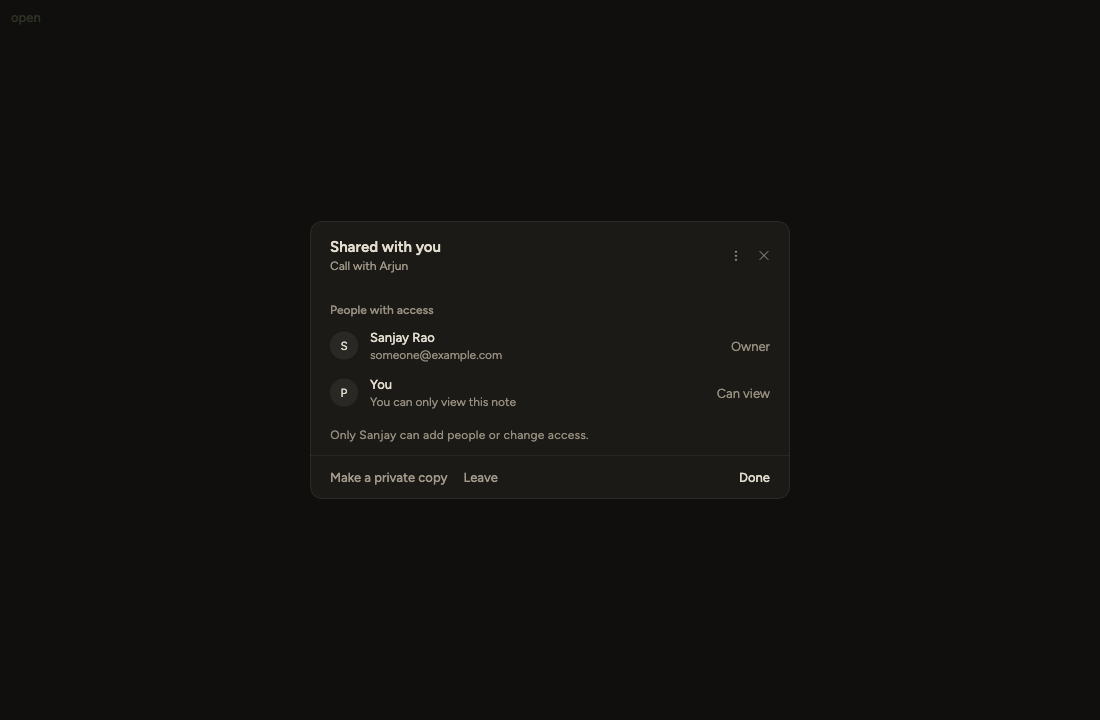 open
Shared with you
Call with Arjun
People with access
S
Sanjay Rao
someone@example.com
Owner
P
You
You can only view this note
Can view
Only Sanjay can add people or change access.
Make a private copy
Leave
Done